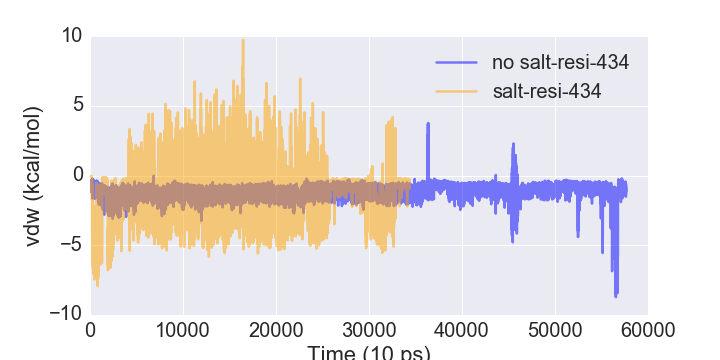 10
5
0
−5
−10
vdw (kcal/mol)
no salt-resi-434
salt-resi-434
0 10000 20000 30000 40000 50000 60000
Time (10 ps)